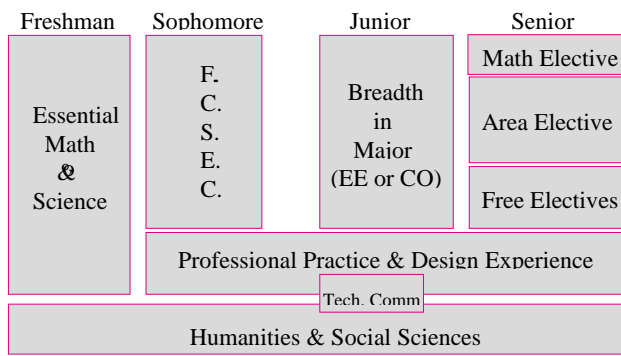 Freshman Sophomore Junior Senior
Essential
Math
&
Science
F.
C.
S.
E.
C.
Breadth
in
Major
(EE or CO)
Math Elective
Area Elective
Free Electives
Professional Practice & Design Experience
Tech. Comm
Humanities & Social Sciences